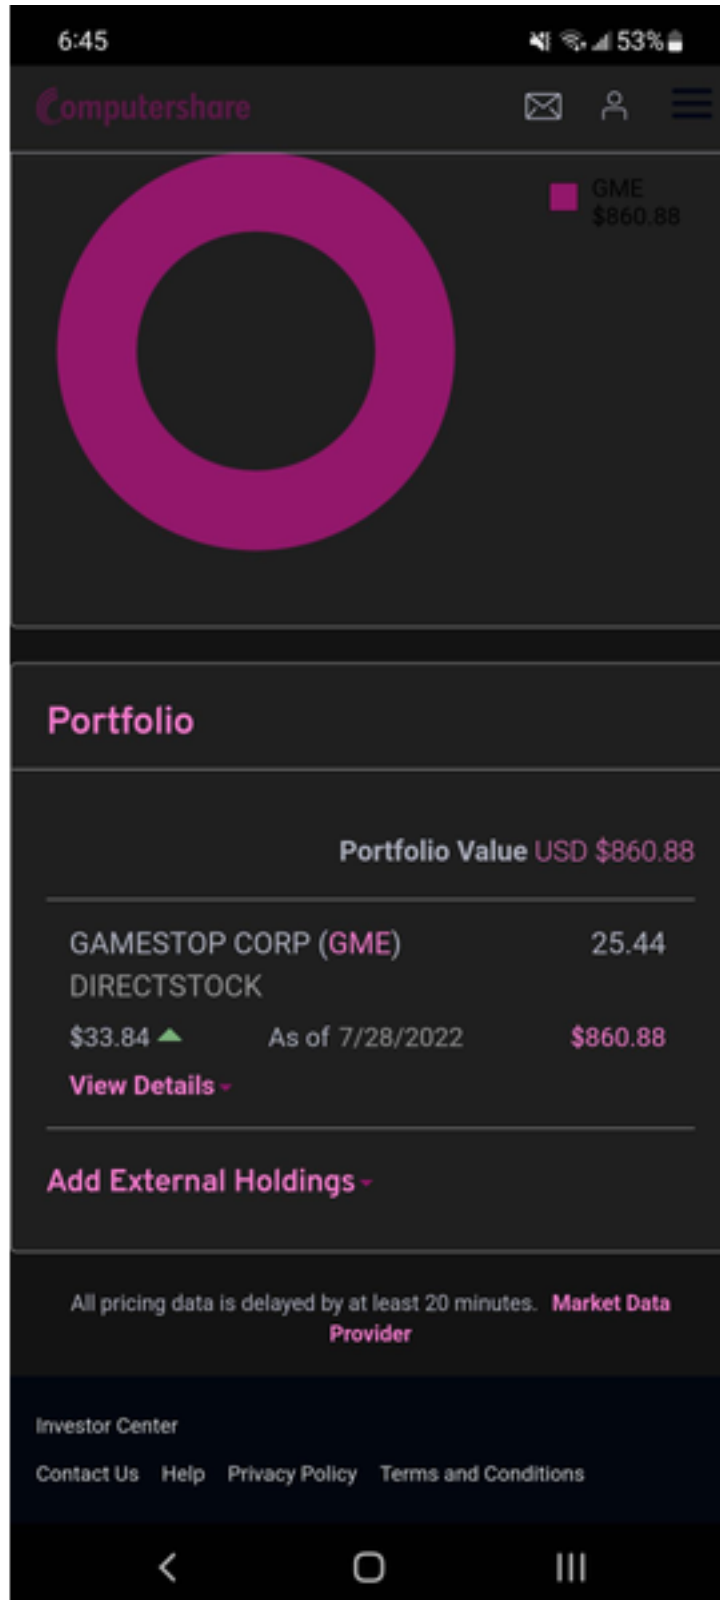 6:45 53%
Computershare
GME
$860.88
Portfolio
Portfolio Value USD $860.88
GAMESTOP CORP (GME) 25.44
DIRECTSTOCK
$33.84 As of 7/28/2022 $860.88
View Details
Add External Holdings
All pricing data is delayed by at least 20 minutes. Market Data
Provider
Investor Center
Contact Us Help Privacy Policy Terms and Conditions